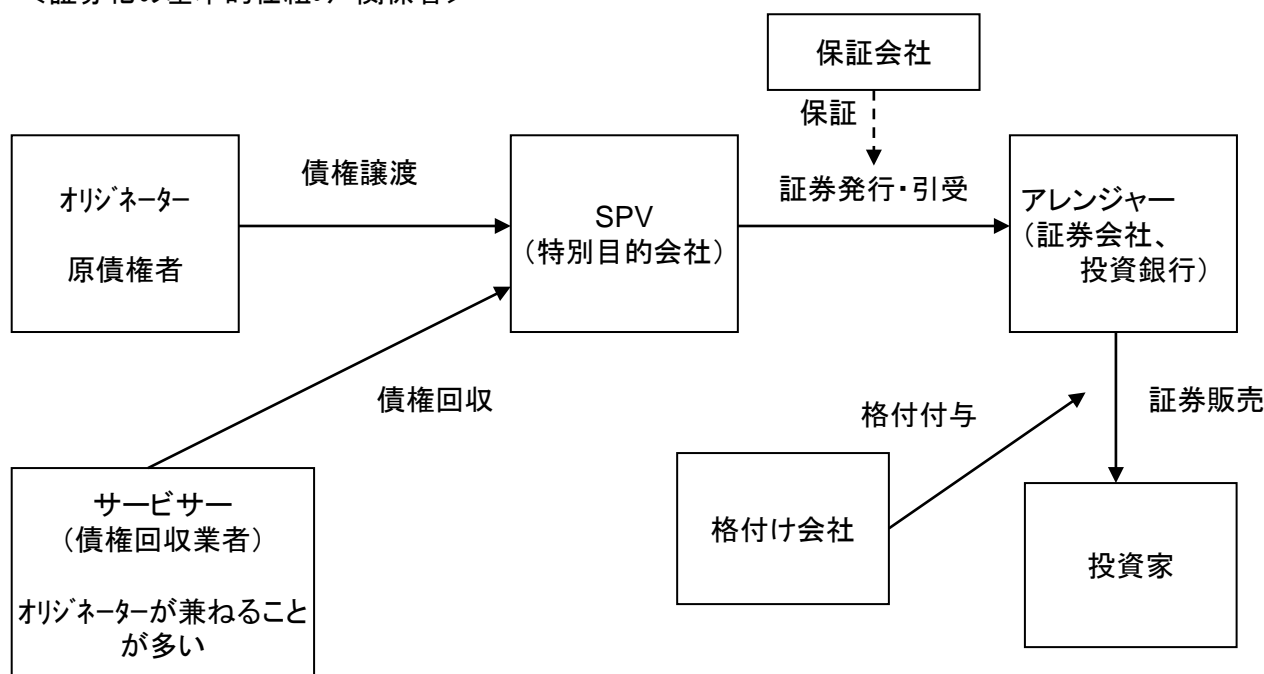 保証会社
保証
オリジネーター
原債権者
債権譲渡
SPV
（特別目的会社）
証券発行・引受
アレンジャー
（証券会社、
投資銀行）
債権回収
格付付与
証券販売
サービサー
（債権回収業者）
オリジネーターが兼ねること
が多い
格付け会社
投資家